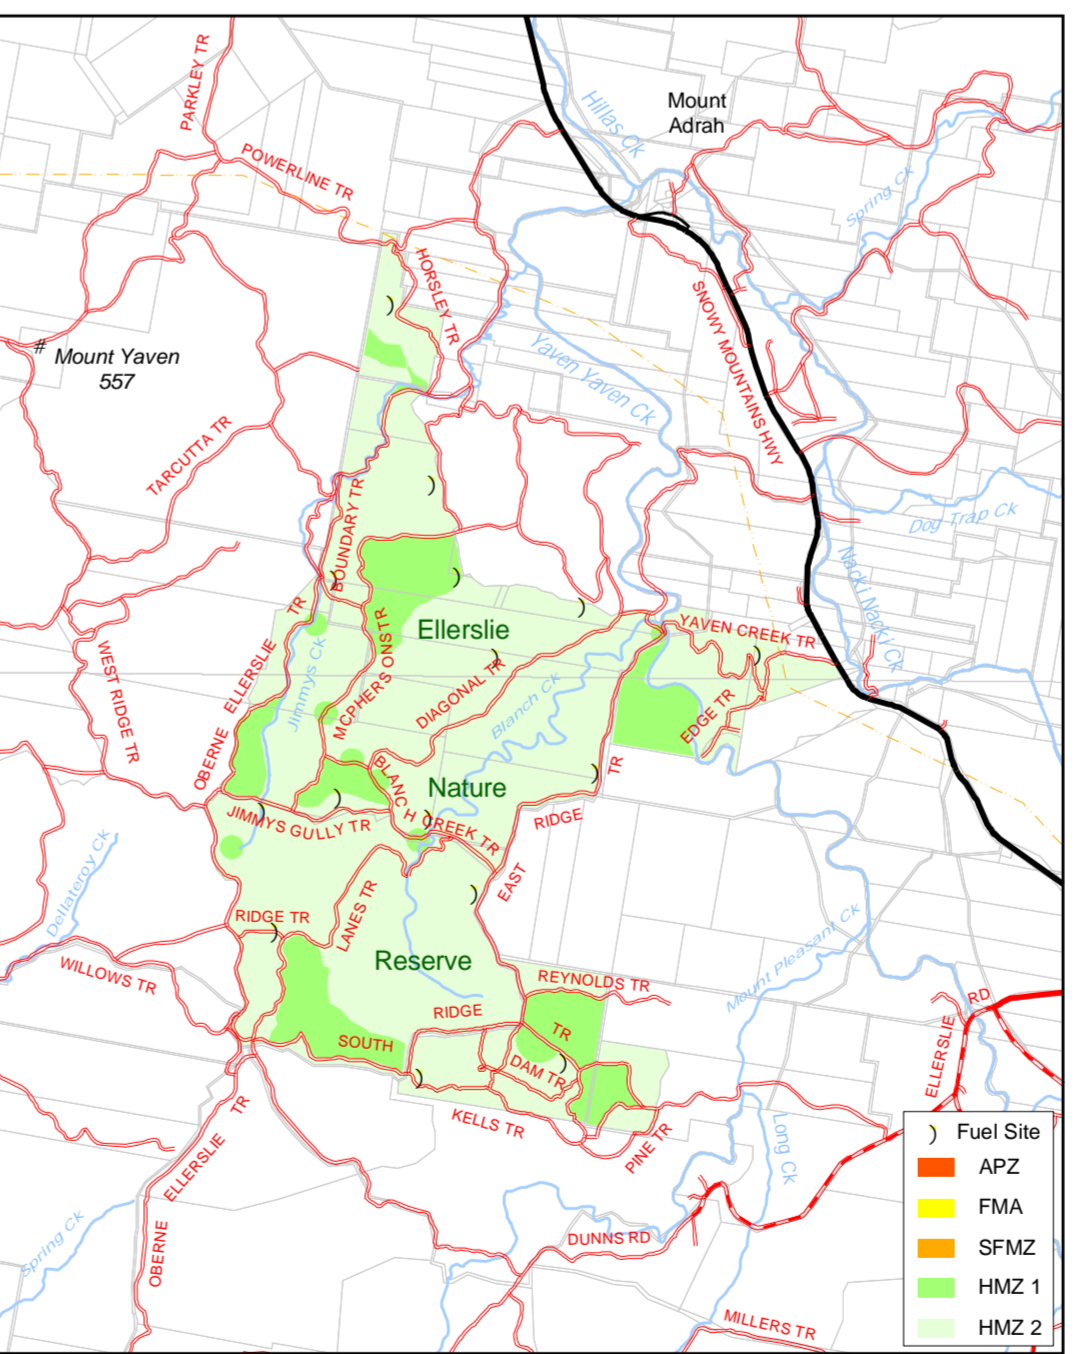 PARKLEY TR
POWERLINE TR
Hillas Ck
Mount
Adrah
Spring Ck
HORSLEY TR
SNOWY MOUNTAINS HWY
#
Mount Yaven
557
Yaven Yaven Ck
TARCUTTA TR
BOUNDARY TR
Dog Trap Ck
Nacki Nacki Ck
OBERNE ELLERSLIE TR
Jimmys Ck
MCPHERSONS TR
Ellerslie
YAVEN CREEK TR
WEST RIDGE TR
DIAGONAL TR
Blanch Ck
EDGE TR
BLANCH CREEK TR
Nature
TR
RIDGE
EAST
JIMMYS GULLY TR
Dellateroy Ck
RIDGE TR
LANES TR
Mount Pleasant Ck
Reserve
WILLOWS TR
REYNOLDS TR
RIDGE
TR
SOUTH
DAM TR
ELLERSLIE RD
KELLS TR
PINE TR
Long Ck
OBERNE ELLERSLIE TR
Spring Ck
DUNNS RD
MILLERS TR
Fuel Site
APZ
FMA
SFMZ
HMZ 1
HMZ 2